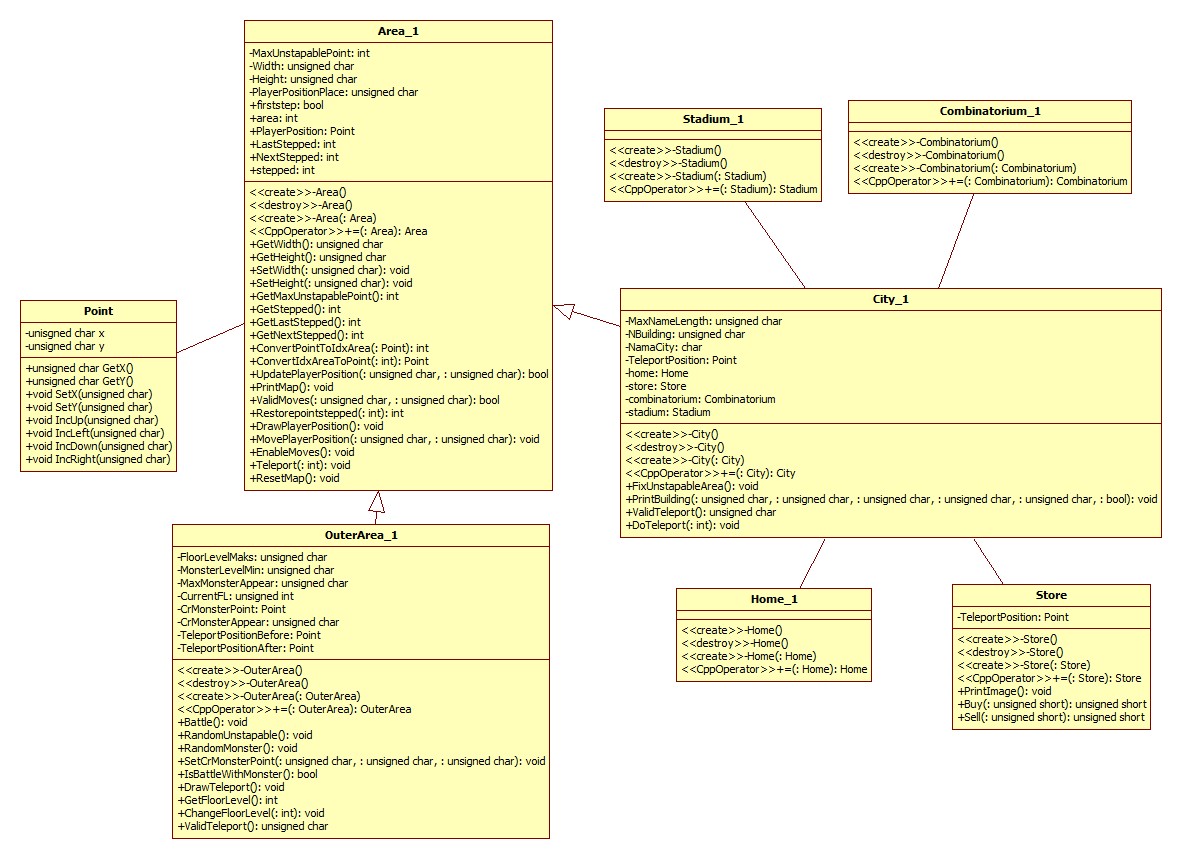 Area_1
-MaxUnstapablePoint: int
-Width: unsigned char
-Height: unsigned char
-PlayerPositionPlace: unsigned char
+firststep: bool
+area: int
+PlayerPosition: Point
+LastStepped: int
+NextStepped: int
+stepped: int
<<create>>-Area()
<<destroy>>-Area()
<<create>>-Area(: Area)
<<CppOperator>>+=(: Area): Area
+GetWidth(): unsigned char
+GetHeight(): unsigned char
+SetWidth(: unsigned char): void
+SetHeight(: unsigned char): void
+GetMaxUnstapablePoint(): int
+GetStepped(): int
+GetLastStepped(): int
+GetNextStepped(): int
+ConvertPointToIdxArea(: Point): int
+ConvertIdxAreaToPoint(: int): Point
+UpdatePlayerPosition(: unsigned char, : unsigned char): bool
+PrintMap(): void
+ValidMoves(: unsigned char, : unsigned char): bool
+Restorepointstepped(: int): int
+DrawPlayerPosition(): void
+MovePlayerPosition(: unsigned char, : unsigned char): void
+EnableMoves(): void
+Teleport(: int): void
+ResetMap(): void
Stadium_1
<<create>>-Stadium()
<<destroy>>-Stadium()
<<create>>-Stadium(: Stadium)
<<CppOperator>>+=(: Stadium): Stadium
Combinatorium_1
<<create>>-Combinatorium()
<<destroy>>-Combinatorium()
<<create>>-Combinatorium(: Combinatorium)
<<CppOperator>>+=(: Combinatorium): Combinatorium
Point
-unisgned char x
-unsigned char y
+unsigned char GetX()
+unsigned char GetY()
+void SetX(unsigned char)
+void SetY(unsigned char)
+void IncUp(unsigned char)
+void IncLeft(unsigned char)
+void IncDown(unsigned char)
+void IncRight(unsigned char)
City_1
-MaxNameLength: unsigned char
-NBuilding: unsigned char
-NamaCity: char
-TeleportPosition: Point
-home: Home
-store: Store
-combinatorium: Combinatorium
-stadium: Stadium
<<create>>-City()
<<destroy>>-City()
<<create>>-City(: City)
<<CppOperator>>+=(: City): City
+FixUnstapableArea(): void
+PrintBuilding(: unsigned char, : unsigned char, : unsigned char, : unsigned char, : unsigned char, : bool): void
+ValidTeleport(): unsigned char
+DoTeleport(: int): void
OuterArea_1
-FloorLevelMaks: unsigned char
-MonsterLevelMin: unsigned char
-MaxMonsterAppear: unsigned char
-CurrentFL: unsigned int
-CrMonsterPoint: Point
-CrMonsterAppear: unsigned char
-TeleportPositionBefore: Point
-TeleportPositionAfter: Point
<<create>>-OuterArea()
<<destroy>>-OuterArea()
<<create>>-OuterArea(: OuterArea)
<<CppOperator>>+=(: OuterArea): OuterArea
+Battle(): void
+RandomUnstapable(): void
+RandomMonster(): void
+SetCrMonsterPoint(: unsigned char, : unsigned char, : unsigned char): void
+IsBattleWithMonster(): bool
+DrawTeleport(): void
+GetFloorLevel(): int
+ChangeFloorLevel(: int): void
+ValidTeleport(): unsigned char
Home_1
<<create>>-Home()
<<destroy>>-Home()
<<create>>-Home(: Home)
<<CppOperator>>+=(: Home): Home
Store
-TeleportPosition: Point
<<create>>-Store()
<<destroy>>-Store()
<<create>>-Store(: Store)
<<CppOperator>>+=(: Store): Store
+PrintImage(): void
+Buy(: unsigned short): unsigned short
+Sell(: unsigned short): unsigned short